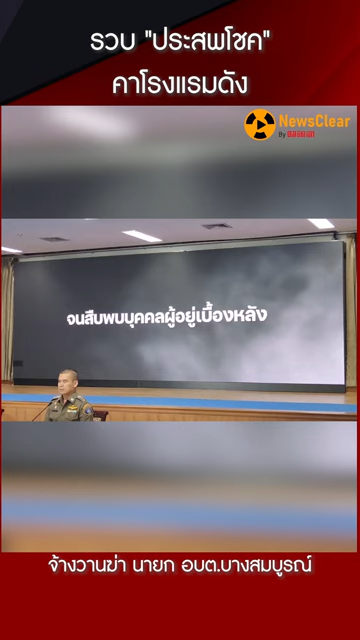 รวบ "ประสพโชค"
คาโรงแรมดัง
NewsClear
By
จนสืบพบบุคคลผู้อยู่เบื้องหลัง
จ้างวานฆ่า นายก อบต.บางสมบูรณ์